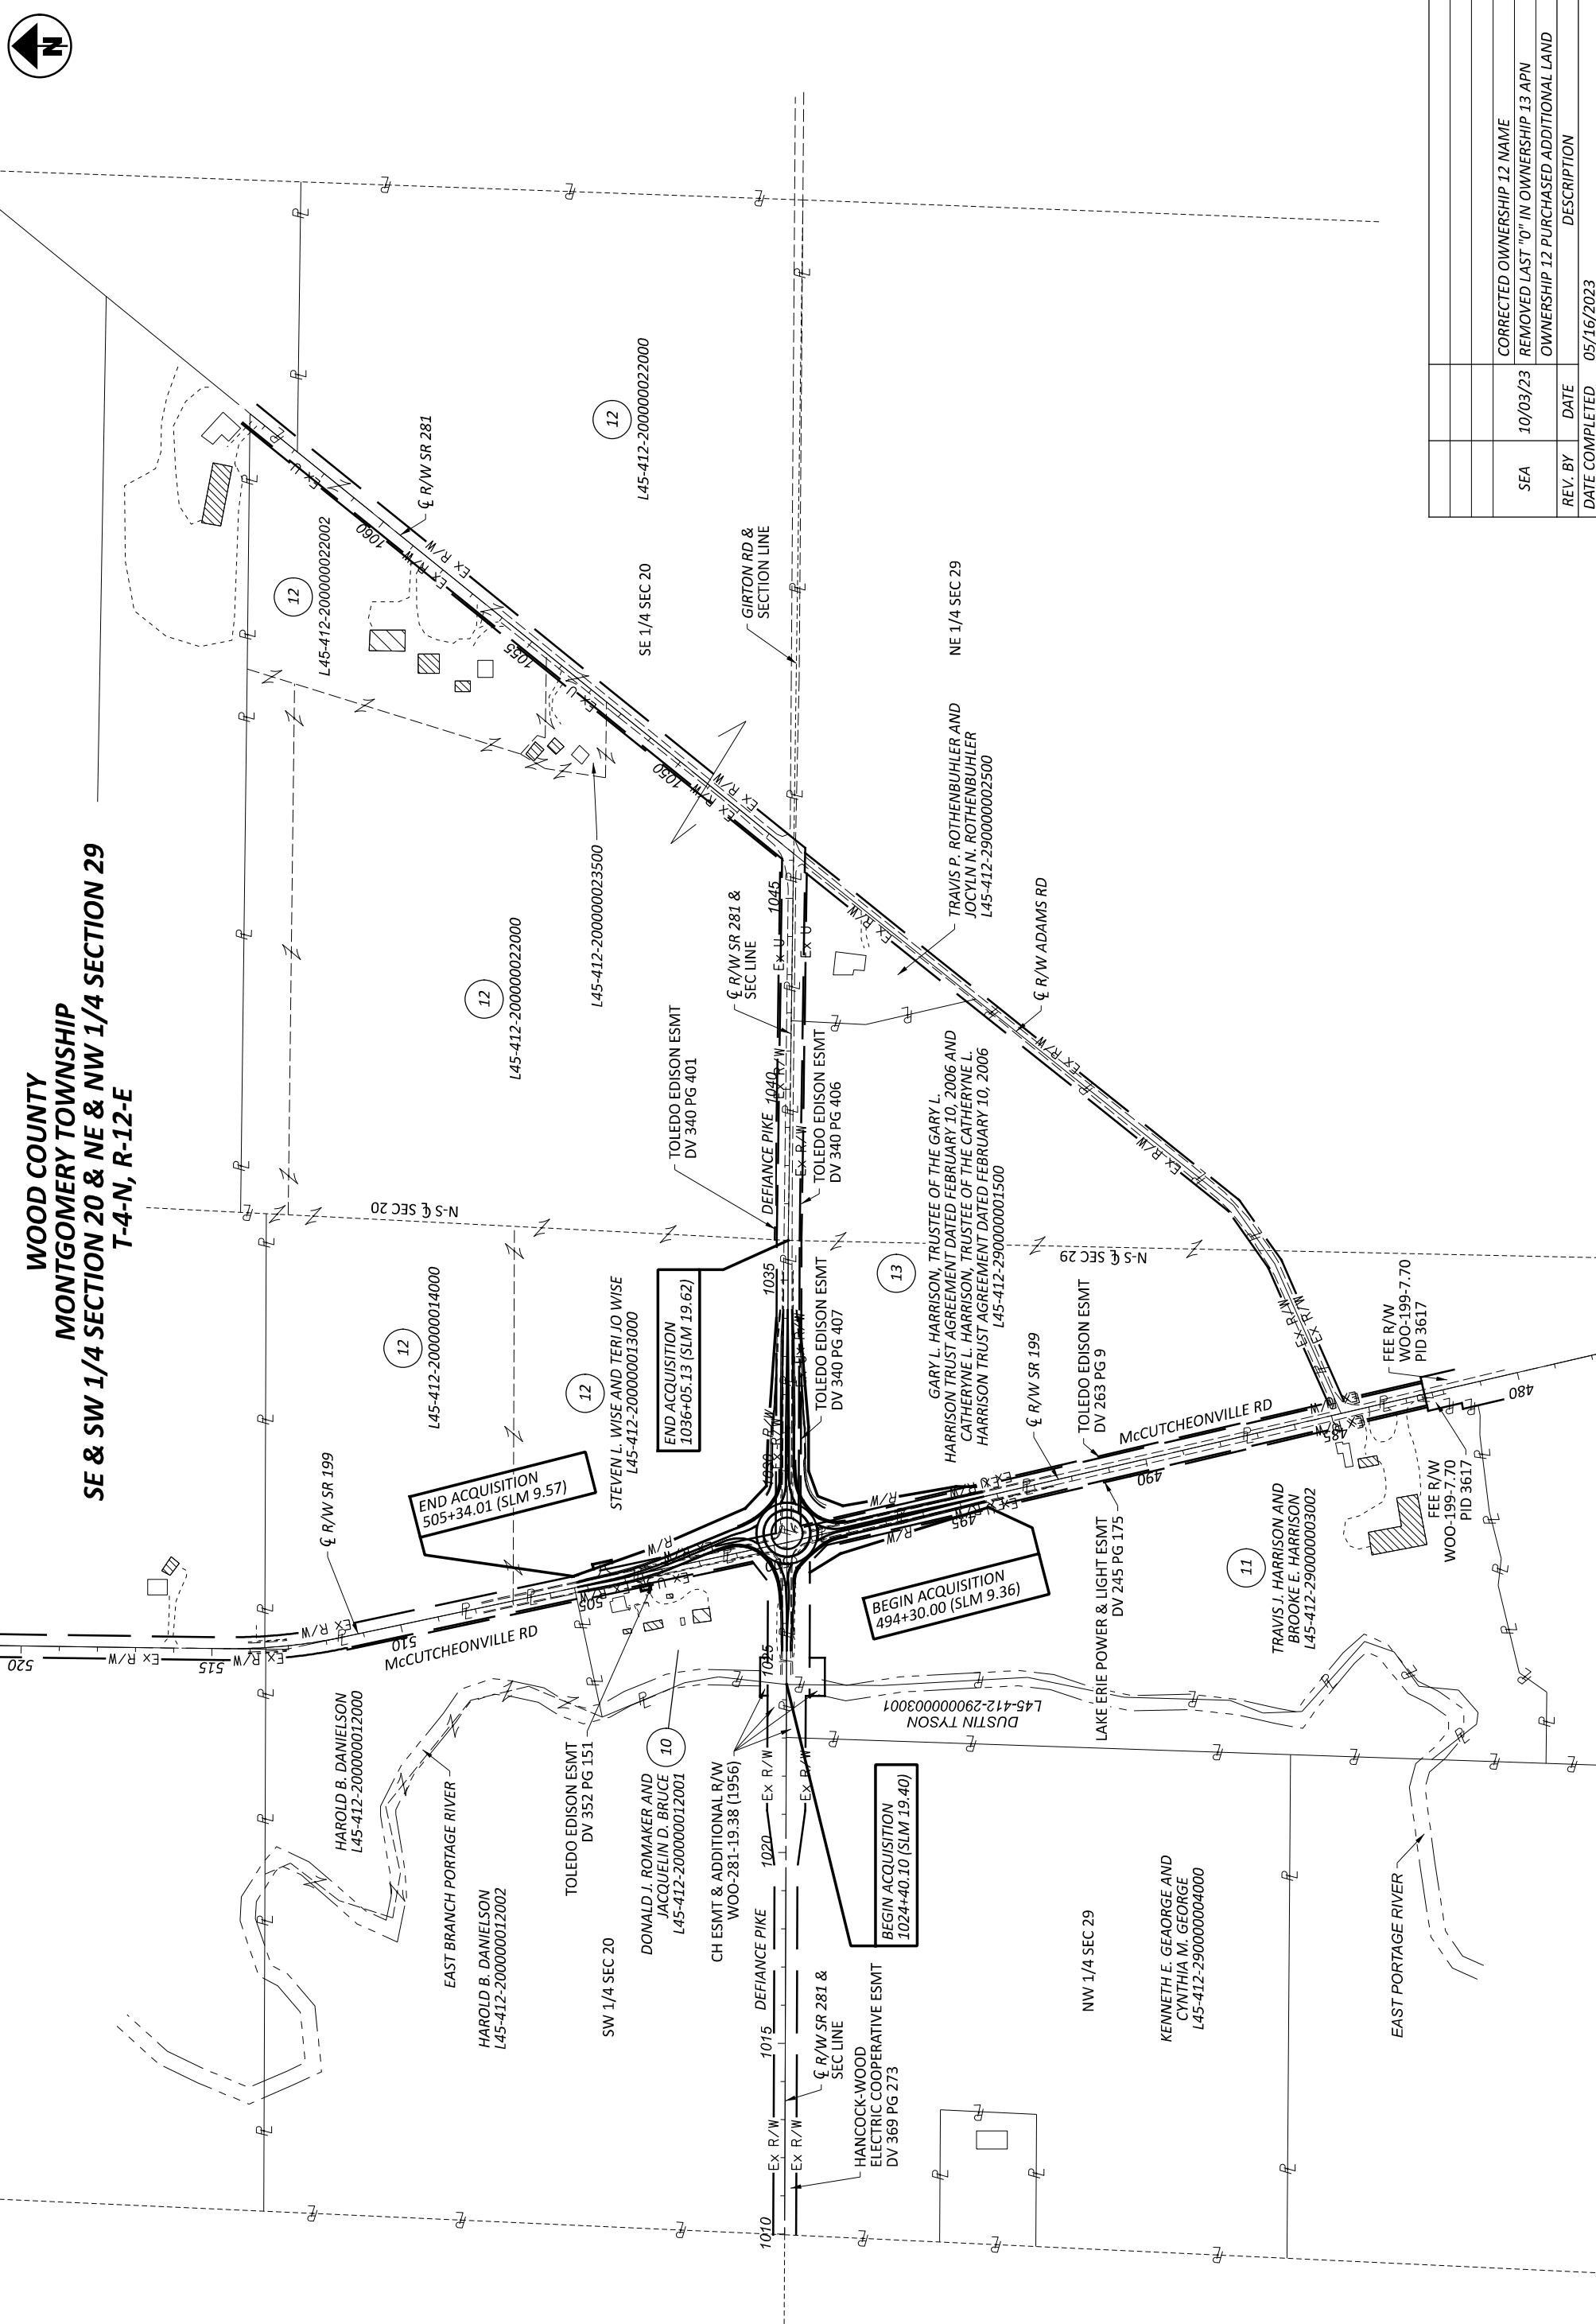 N
WOOD COUNTY
MONTGOMERY TOWNSHIP
SE & SW 1/4 SECTION 20 & NE & NW 1/4 SECTION 29
T-4-N, R-12-E
HAROLD B. DANIELSON
L45-412-200000012000
EAST BRANCH PORTAGE RIVER
HAROLD B. DANIELSON
L45-412-200000012002
SW 1/4 SEC 20
TOLEDO EDISON ESMT
DV 352 PG 151
DONALD J. ROMAKER AND
JACQUELIN D. BRUCE
L45-412-200000012001
10
CH ESMT & ADDITIONAL R/W
WOO-281-19.38 (1956)
DEFIANCE PIKE
1010
1015
1020
1025
1030
1035
1040
1045
1050
1055
1060
℄ R/W SR 281 &
SEC LINE
HANCOCK-WOOD
ELECTRIC COOPERATIVE ESMT
DV 369 PG 273
BEGIN ACQUISITION
1024+40.10 (SLM 19.40)
NW 1/4 SEC 29
KENNETH E. GEAORGE AND
CYNTHIA M. GEORGE
L45-412-290000004000
EAST PORTAGE RIVER
DUSTIN TYSON
L45-412-290000003001
LAKE ERIE POWER & LIGHT ESMT
DV 245 PG 175
11
TRAVIS J. HARRISON AND
BROOKE E. HARRISON
L45-412-290000003002
FEE R/W
WOO-199-7.70
PID 3617
FEE R/W
WOO-199-7.70
PID 3617
McCUTCHEONVILLE RD
480
485
490
495
505
510
515
520
McCUTCHEONVILLE RD
℄ R/W SR 199
END ACQUISITION
505+34.01 (SLM 9.57)
BEGIN ACQUISITION
494+30.00 (SLM 9.36)
12
L45-412-200000014000
12
STEVEN L. WISE AND TERI JO WISE
L45-412-200000013000
END ACQUISITION
1036+05.13 (SLM 19.62)
TOLEDO EDISON ESMT
DV 340 PG 407
℄ R/W SR 199
TOLEDO EDISON ESMT
DV 263 PG 9
13
GARY L. HARRISON, TRUSTEE OF THE GARY L.
HARRISON TRUST AGREEMENT DATED FEBRUARY 10, 2006 AND
CATHERYNE L. HARRISON, TRUSTEE OF THE CATHERYNE L.
HARRISON TRUST AGREEMENT DATED FEBRUARY 10, 2006
L45-412-290000001500
N-S ℄ SEC 20
N-S ℄ SEC 29
DEFIANCE PIKE
TOLEDO EDISON ESMT
DV 340 PG 401
TOLEDO EDISON ESMT
DV 340 PG 406
12
L45-412-200000022000
L45-412-200000023500
℄ R/W SR 281 &
SEC LINE
TRAVIS P. ROTHENBUHLER AND
JOCYLN N. ROTHENBUHLER
L45-412-290000002500
℄ R/W ADAMS RD
12
L45-412-200000022002
℄ R/W SR 281
SE 1/4 SEC 20
GIRTON RD &
SECTION LINE
NE 1/4 SEC 29
12
L45-412-200000022000
Ex R/W
Ex R/W
Ex R/W
Ex R/W
Ex R/W
Ex R/W
Ex R/W
Ex R/W
Ex R/W
Ex R/W
Ex R/W
Ex R/W
Ex R/W
Ex R/W
Ex U
Ex U
Ex U
Ex U
R/W
R/W
R/W
R/W
CORRECTED OWNERSHIP 12 NAME
SEA 10/03/23 REMOVED LAST "0" IN OWNERSHIP 13 APN
OWNERSHIP 12 PURCHASED ADDITIONAL LAND
REV. BY DATE DESCRIPTION
DATE COMPLETED 05/16/2023